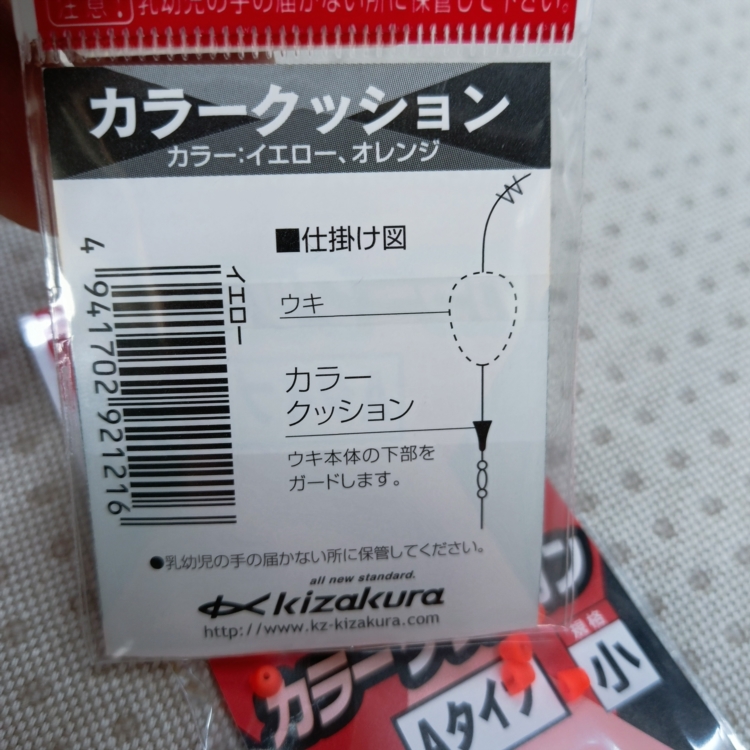 注意 乳幼児の手の届かない所に保管して下さい。
カラークッション
カラー:イエロー、オレンジ
■仕掛け図
ウキ
カラー
クッション
ウキ本体の下部を
ガードします。
イエロー
4 941702 921216
●乳幼児の手の届かない所に保管してください。
all new standard.
kizakura
http://www.kz-kizakura.com
規格
Aタイプ
小